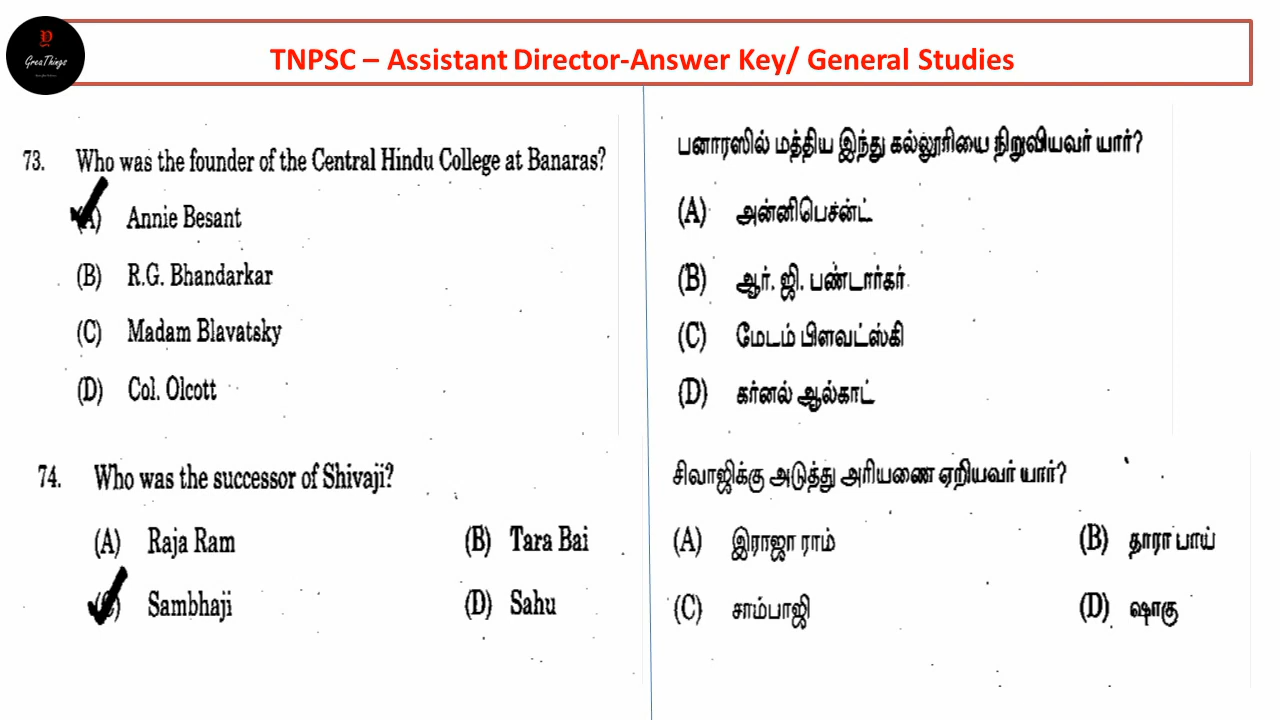 GreaThings
TNPSC – Assistant Director-Answer Key/ General Studies
73. Who was the founder of the Central Hindu College at Banaras?
(A) Annie Besant
(B) R.G. Bhandarkar
(C) Madam Blavatsky
(D) Col. Olcott
பனாரஸில் மத்திய இந்து கல்லூரியை நிறுவியவர் யார்?
(A) அன்னிபெசன்ட்
(B) ஆர். ஜி. பண்டார்கர்
(C) மேடம் பிளவட்ஸ்கி
(D) கர்னல் ஆல்காட்
74. Who was the successor of Shivaji?
(A) Raja Ram (B) Tara Bai
(C) Sambhaji (D) Sahu
சிவாஜிக்கு அடுத்து அரியணை ஏறியவர் யார்?
(A) இராஜா ராம் (B) தாரா பாய்
(C) சாம்பாஜி (D) ஷாகு